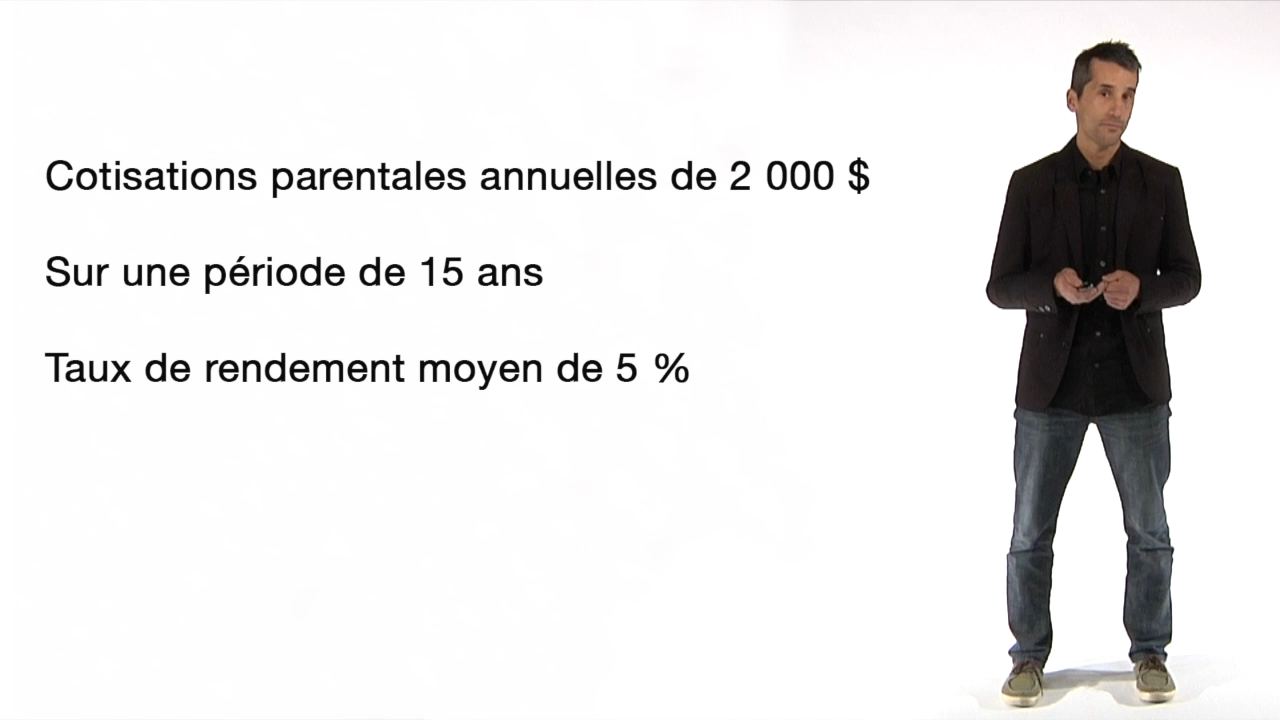 Cotisations parentales annuelles de 2 000 $
Sur une période de 15 ans
Taux de rendement moyen de 5 %